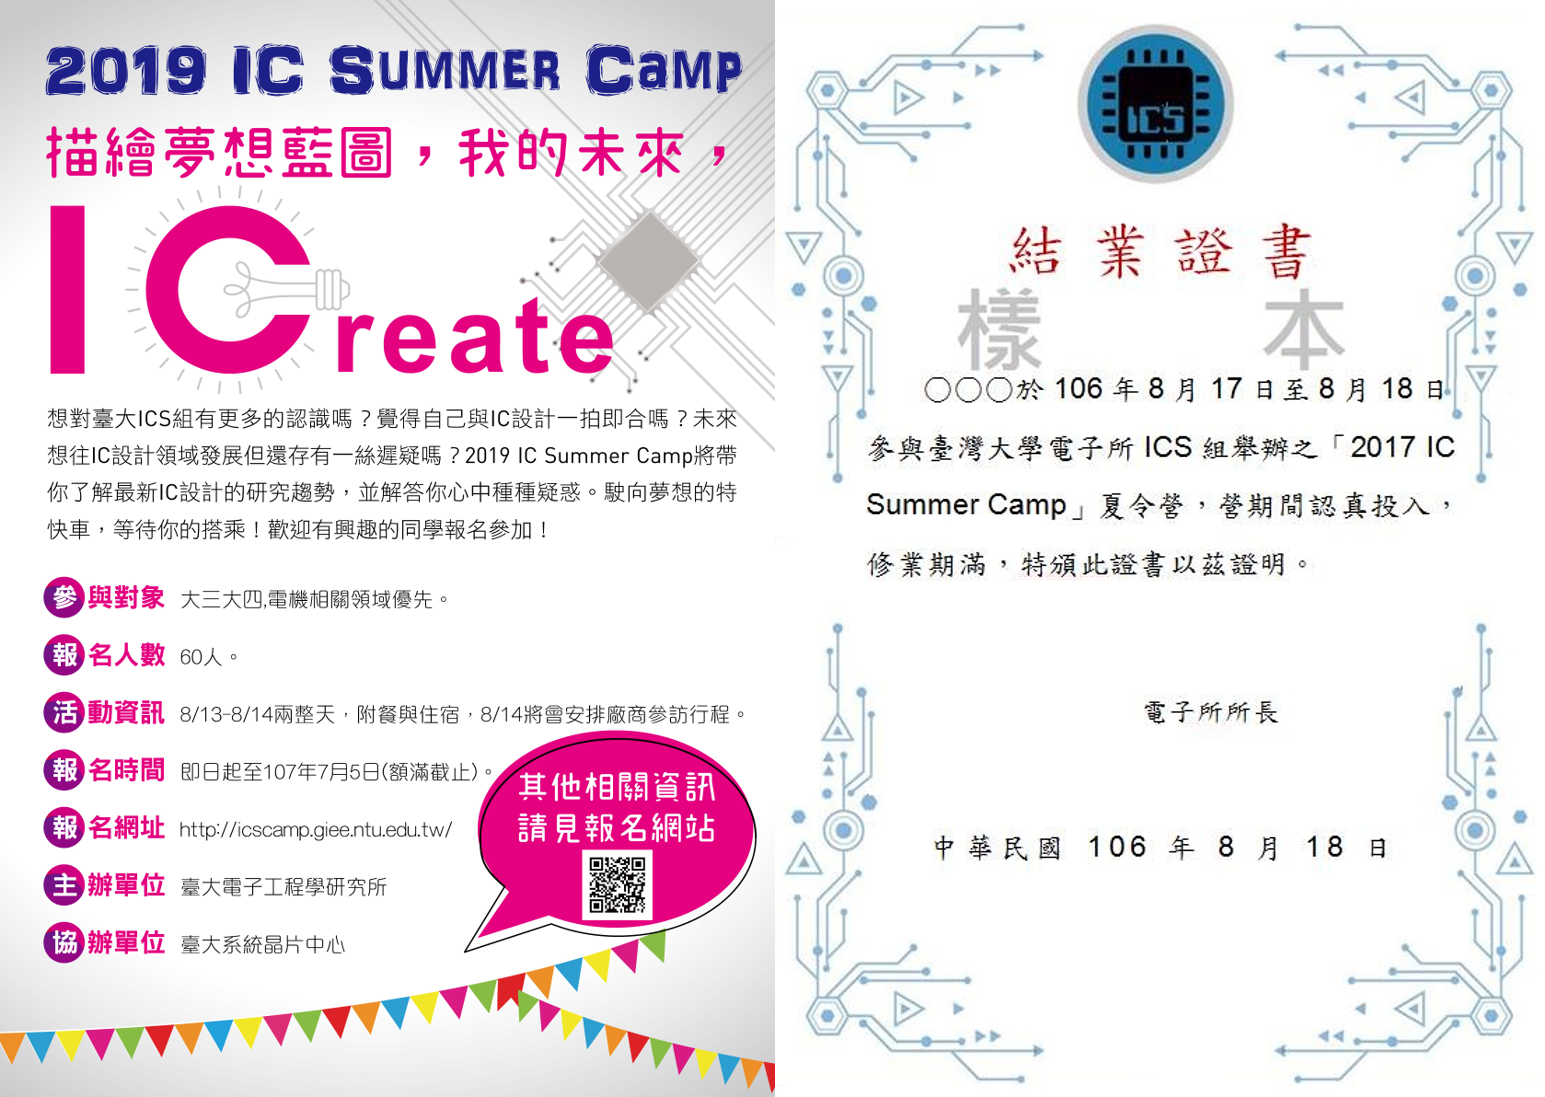 2019 IC SUMMER CAMP
描繪夢想藍圖，我的未來，
ICreate
想對臺大ICS組有更多的認識嗎？覺得自己與IC設計一拍即合嗎？未來
想往IC設計領域發展但還存有一絲遲疑嗎？2019 IC Summer Camp將帶
你了解最新IC設計的研究趨勢，並解答你心中種種疑惑。駛向夢想的特
快車，等待你的搭乘！歡迎有興趣的同學報名參加！
參與對象 大三大四,電機相關領域優先。
報名人數 60人。
活動資訊 8/13-8/14兩整天，附餐與住宿，8/14將會安排廠商參訪行程。
報名時間 即日起至107年7月5日(額滿截止)。
報名網址 http://icscamp.giee.ntu.edu.tw/
主辦單位 臺大電子工程學研究所
協辦單位 臺大系統晶片中心
其他相關資訊
請見報名網站
ICS
結業證書
樣本
○○○於 106 年 8 月 17 日至 8 月 18 日
參與臺灣大學電子所 ICS 組舉辦之「2017 IC
Summer Camp」夏令營，營期間認真投入，
修業期滿，特頒此證書以茲證明。
電子所所長
中華民國 106 年 8 月 18 日